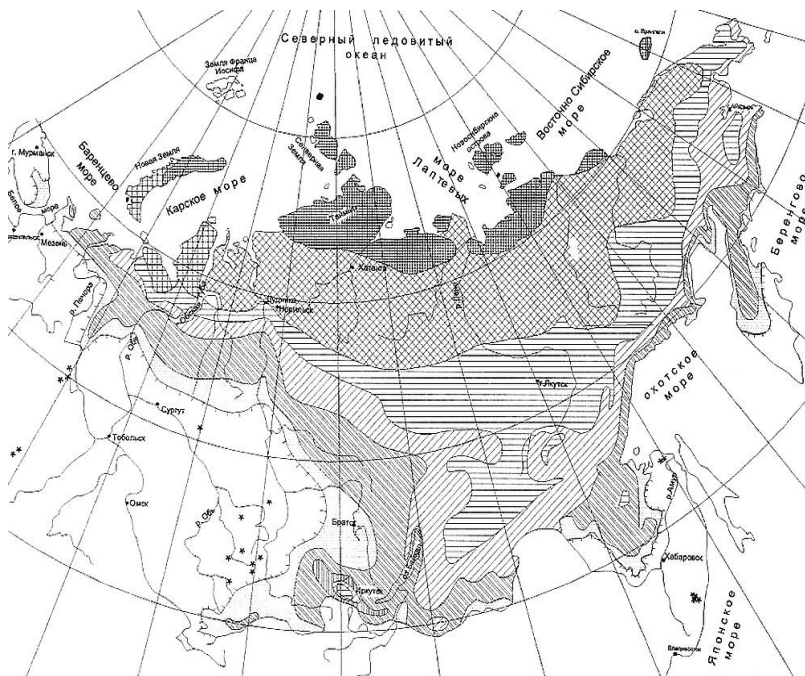 Северный ледовитый
океан
о. Врангеля
Земля Франца
Иосифа
Восточно Сибирское
море
Новосибирские
острова
Северная
Земля
г. Мурманск
Баренцево
море
Новая Земля
Карское море
море
Лаптевых
Таймыр
Белое
море
Мезень
Берингово
море
р. Печора
Хатанга
Норильск
р. Обь
г. Якутск
охотское
море
Сургут
Тобольск
р. Амур
Омск
р. Обь
Братск
Хабаровск
Иркутск
Японское
море
Владивосток